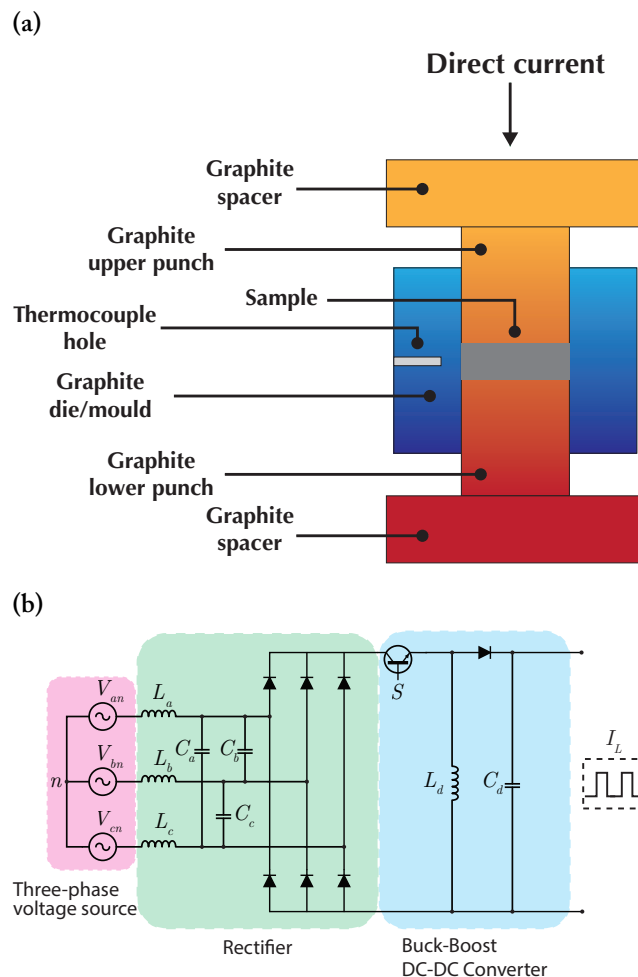 (a)
Direct current
Graphite
spacer
Graphite
upper punch
Sample
Thermocouple
hole
Graphite
die/mould
Graphite
lower punch
Graphite
spacer
(b)
V_an
L_a
S
C_a
C_b
I_L
n
V_bn
L_b
L_d
C_d
C_c
V_cn
L_c
Three-phase
voltage source
Rectifier
Buck-Boost
DC-DC Converter